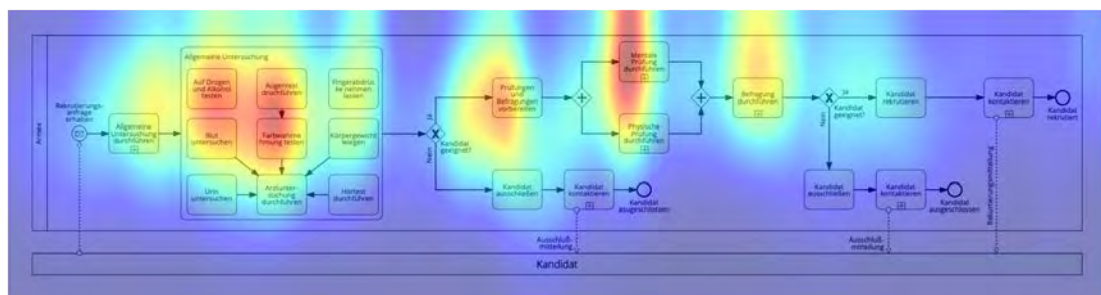 Armee
Rekrutierungs-
anfrage
erhalten
Allgemeine
Untersuchung
durchführen
Allgemeine Untersuchung
Auf Drogen
und Alkohol
testen
Augentest
druchführen
Fingerabdrü
cke nehmen
lassen
Blut
untersuchen
Farbwahrne
hmung testen
Körpergewicht
wiegen
Urin
untersuchen
Arztunter-
suchung
durchführen
Hörtest
durchführen
Ja
Nein
Kandidat
geeignet?
Prüfungen
und
Befragungen
vorbereiten
Kandidat
ausschließen
Kandidat
kontaktieren
Kandidat
ausgeschlossen
Ausschluß-
mitteilung
Mentale
Prüfung
durchführen
Physische
Prüfung
durchführen
Befragung
durchführen
Ja
Nein
Kandidat
geeignet?
Kandidat
rekrutieren
Kandidat
kontaktieren
Kandidat
rekrutiert
Kandidat
ausschließen
Kandidat
kontaktieren
Kandidat
ausgeschlossen
Ausschluß-
mitteilung
Kandidat